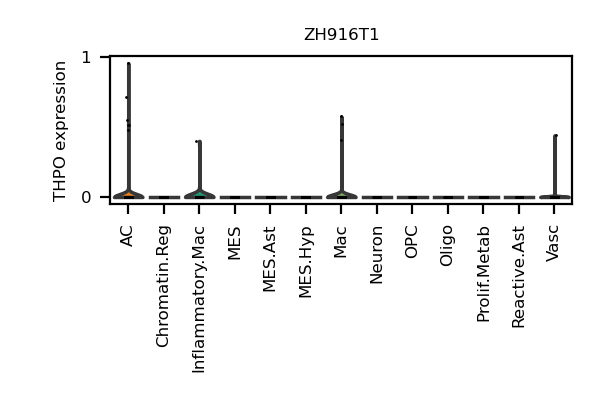 ZH916T1
THPO expression
1
0
AC
Chromatin.Reg
Inflammatory.Mac
MES
MES.Ast
MES.Hyp
Mac
Neuron
OPC
Oligo
Prolif.Metab
Reactive.Ast
Vasc